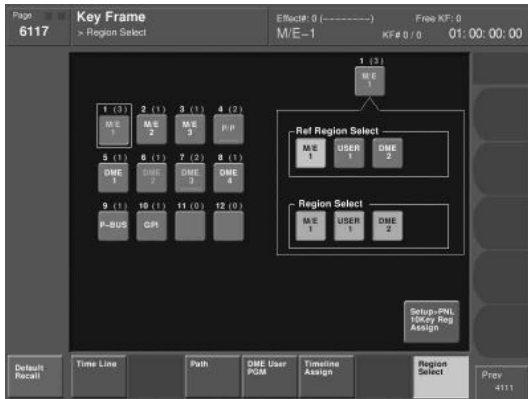 Page
6117
Key Frame
> Region Select
Effect#: 0 (--------)
Free KF: 0
M/E-1
KF# 0 / 0
01: 00: 00: 00
1 (3)
M/E
1
1 (3) 2 (1) 3 (1) 4 (2)
M/E
1
M/E
2
M/E
3
P/P
5 (1) 6 (1) 7 (2) 8 (1)
DME
1
DME
2
DME
3
DME
4
9 (1) 10 (1) 11 (0) 12 (0)
P-BUS
GPI
Ref Region Select
M/E
1
USER
1
DME
2
Region Select
M/E
1
USER
1
DME
2
Setup>PNL
10Key Reg
Assign
Default
Recall
Time Line
Path
DME User
PGM
Timeline
Assign
Region
Select
Prev
4111